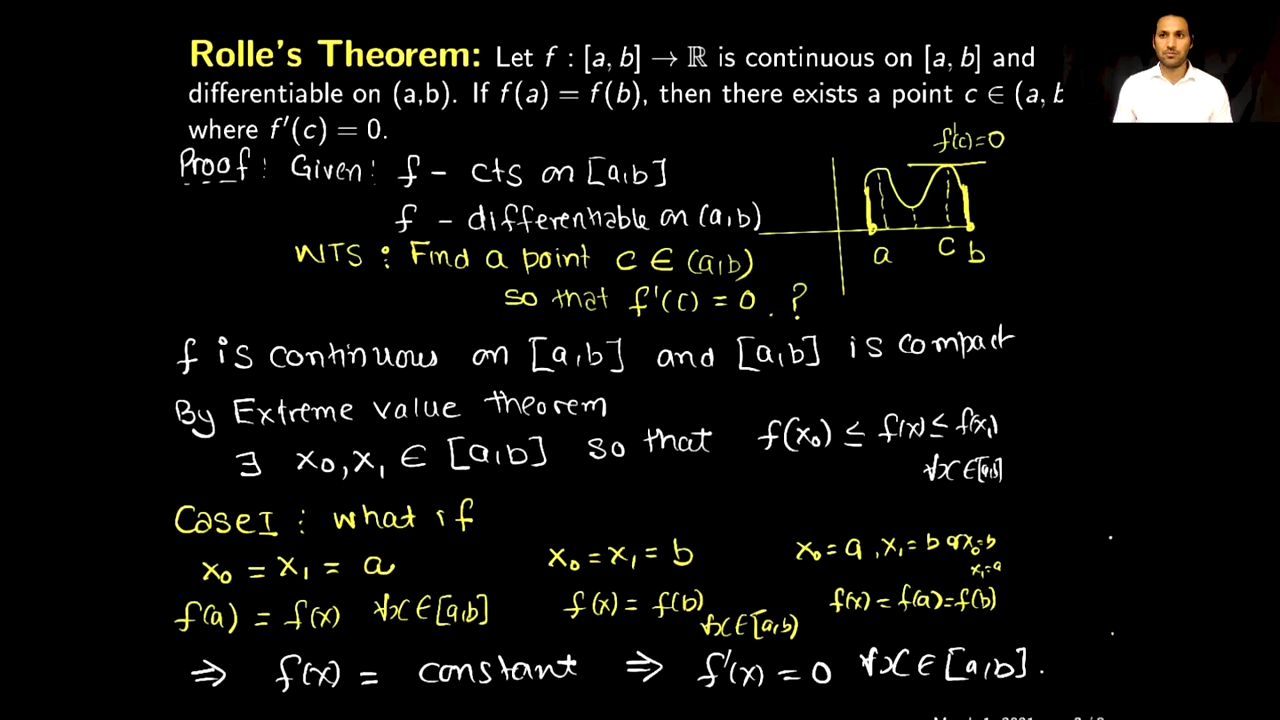 Rolle's Theorem: Let f : [a, b] → ℝ is continuous on [a, b] and
differentiable on (a,b). If f(a) = f(b), then there exists a point c ∈ (a, b
where f′(c) = 0.
f'(c)=0
Proof : Given : f - cts on [a,b]
f - differentiable on (a,b)
a c b
WTS : Find a point c ∈ (a,b)
so that f'(c) = 0 . ?
f is continuous on [a,b] and [a,b] is compact
By Extreme value theorem
∃ x₀, x₁ ∈ [a,b] so that f(x₀) ≤ f(x) ≤ f(x₁)
∀x∈[a,b]
Case I : what if
x₀ = x₁ = a x₀ = x₁ = b x₀ = a, x₁ = b or x₀=b
x₁=a
f(a) = f(x) ∀x∈[a,b] f(x) = f(b) ∀x∈[a,b] f(x) = f(a)=f(b)
⇒ f(x) = constant ⇒ f'(x) = 0 ∀x∈[a,b].